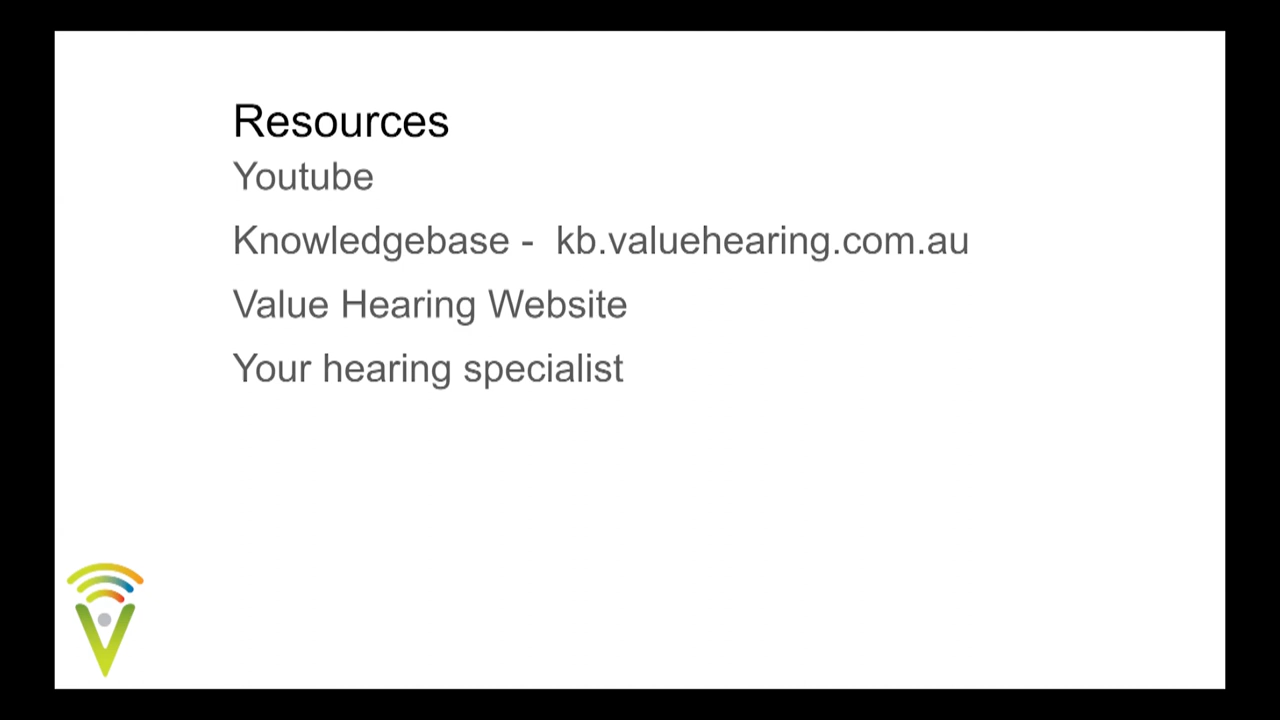 Resources
Youtube
Knowledgebase - kb.valuehearing.com.au
Value Hearing Website
Your hearing specialist